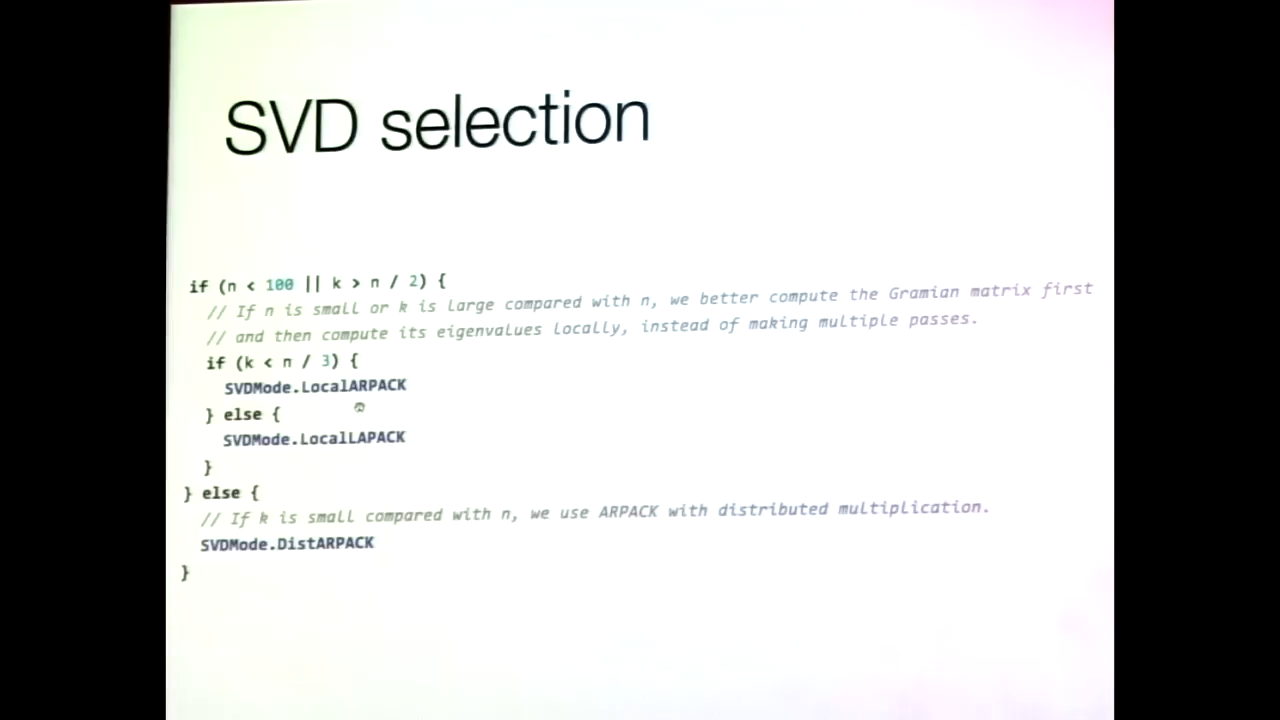 SVD selection
if (n < 100 || k > n / 2) {
// If n is small or k is large compared with n, we better compute the Gramian matrix first
// and then compute its eigenvalues locally, instead of making multiple passes.
if (k < n / 3) {
SVDMode.LocalARPACK
} else {
SVDMode.LocalLAPACK
}
} else {
// If k is small compared with n, we use ARPACK with distributed multiplication.
SVDMode.DistARPACK
}